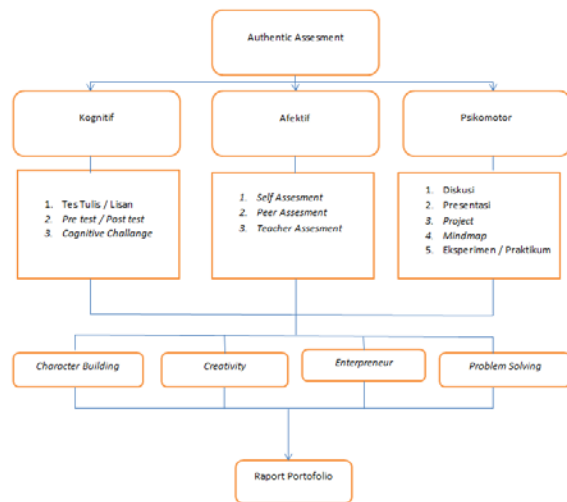 Authentic Assesment
Kognitif
Afektif
Psikomotor
1. Tes Tulis / Lisan
2. Pre test / Post test
3. Cognitive Challange
1. Self Assesment
2. Peer Assesment
3. Teacher Assesment
1. Diskusi
2. Presentasi
3. Project
4. Mindmap
5. Eksperimen / Praktikum
Character Building
Creativity
Enterpreneur
Problem Solving
Raport Portofolio